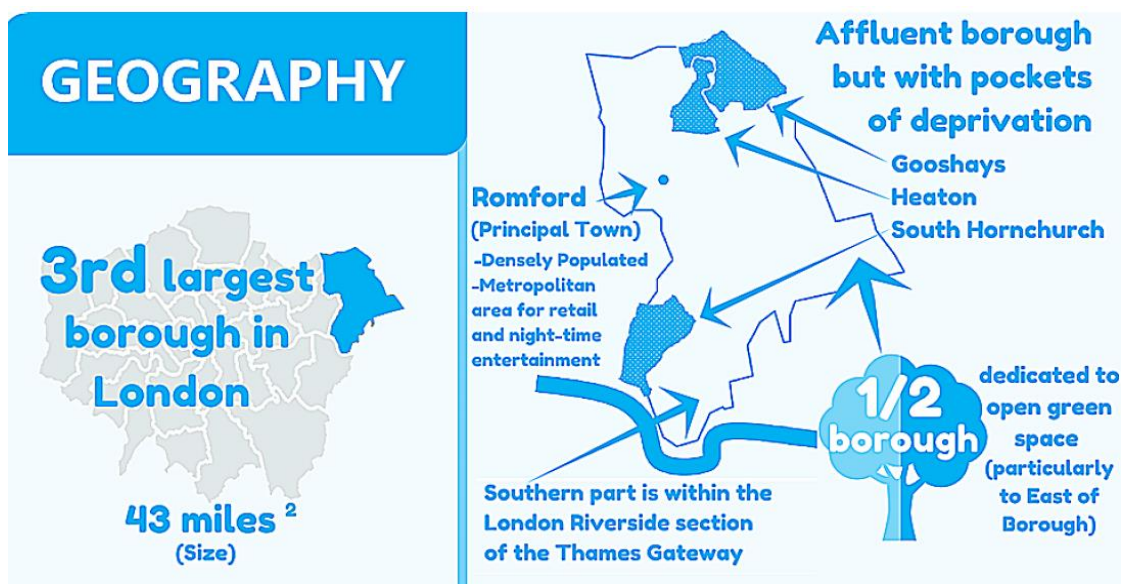 GEOGRAPHY
3rd largest
borough in
London
43 miles ²
(Size)
Affluent borough
but with pockets
of deprivation
Gooshays
Heaton
South Hornchurch
Romford
(Principal Town)
-Densely Populated
-Metropolitan
area for retail
and night-time
entertainment
1/2
borough
dedicated to
open green
space
(particularly
to East of
Borough)
Southern part is within the
London Riverside section
of the Thames Gateway